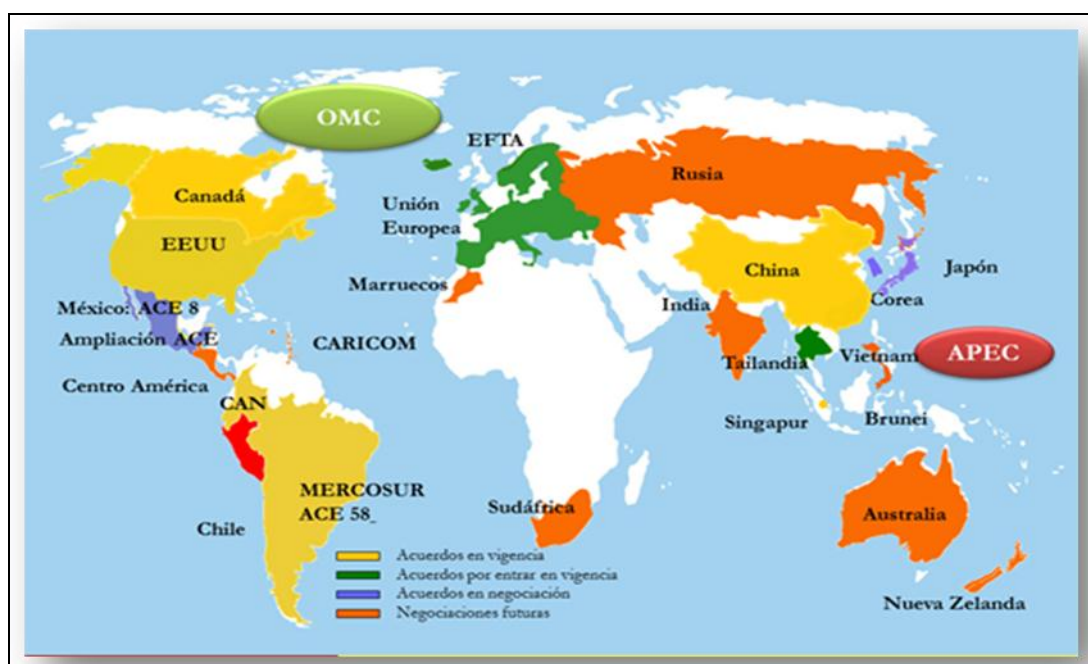 OMC
EFTA
Canadá
Rusia
Unión
Europea
EEUU
China
Japón
Marruecos
India
Corea
México: ACE 8
Ampliación ACE
CARICOM
Tailandia
Vietnam
APEC
Centro América
CAN
Singapur
Brunei
MERCOSUR
ACE 58_
Sudáfrica
Australia
Chile
Acuerdos en vigencia
Acuerdos por entrar en vigencia
Acuerdos en negociación
Negociaciones futuras
Nueva Zelanda